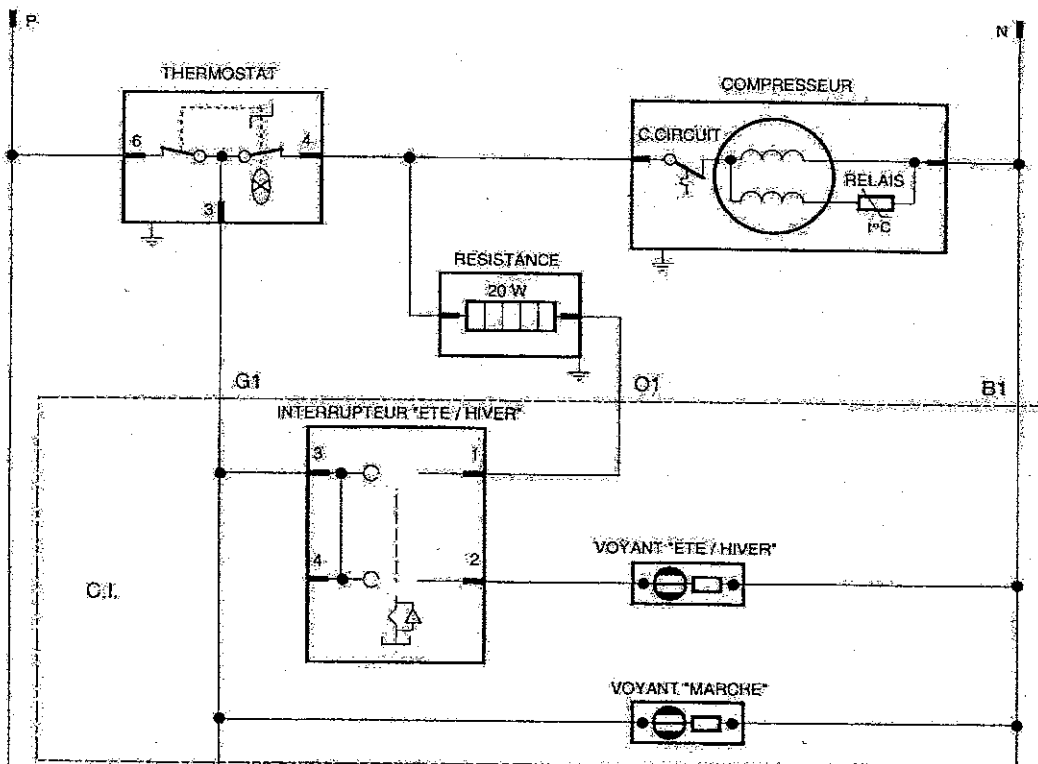 P
N
THERMOSTAT
COMPRESSEUR
6
4
C.CIRCUIT
3
RELAIS
1°C
RESISTANCE
20 W
G1
O1
B1
INTERRUPTEUR "ETE / HIVER"
3
1
4
2
VOYANT "ETE / HIVER"
C.I.
VOYANT "MARCHE"